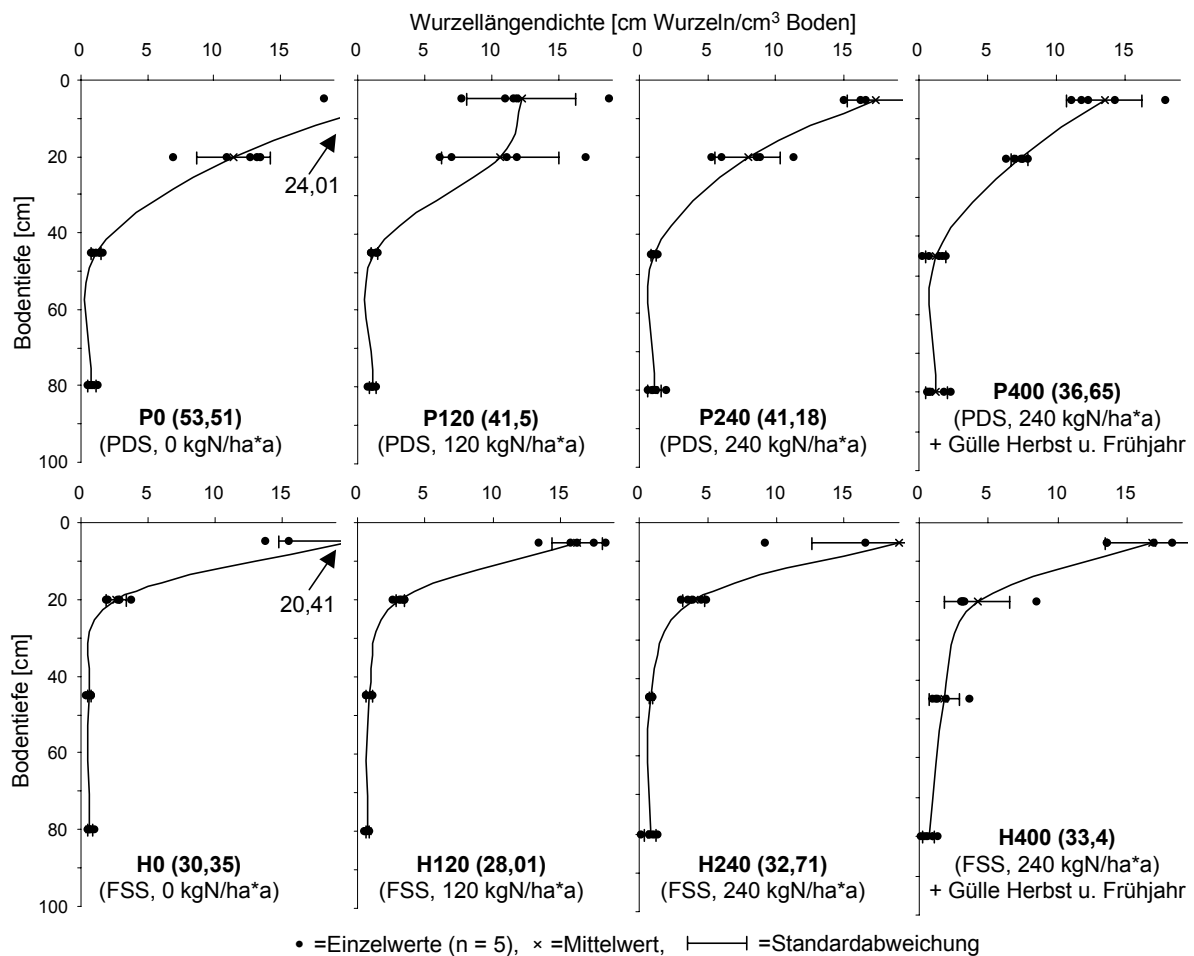 Wurzellängendichte [cm Wurzeln/cm³ Boden]
0 5 10 15 0 5 10 15 0 5 10 15 0 5 10 15
Bodentiefe [cm]
0
20
40
60
80
100
24,01
P0 (53,51)
(PDS, 0 kgN/ha*a)
P120 (41,5)
(PDS, 120 kgN/ha*a)
P240 (41,18)
(PDS, 240 kgN/ha*a)
P400 (36,65)
(PDS, 240 kgN/ha*a)
+ Gülle Herbst u. Frühjahr
0 5 10 15 0 5 10 15 0 5 10 15 0 5 10 15
Bodentiefe [cm]
0
20
40
60
80
100
20,41
H0 (30,35)
(FSS, 0 kgN/ha*a)
H120 (28,01)
(FSS, 120 kgN/ha*a)
H240 (32,71)
(FSS, 240 kgN/ha*a)
H400 (33,4)
(FSS, 240 kgN/ha*a)
+ Gülle Herbst u. Frühjahr
• =Einzelwerte (n = 5), × =Mittelwert, =Standardabweichung